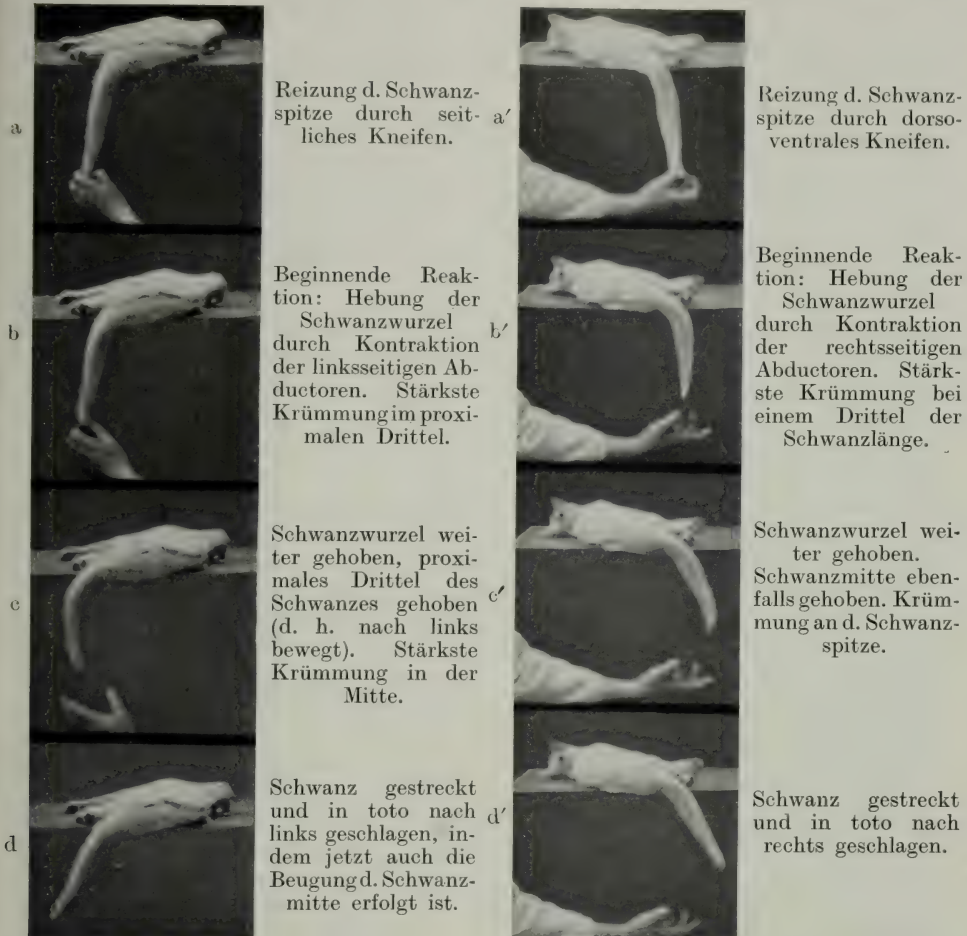 a
Reizung d. Schwanz-
spitze durch seit-
liches Kneifen.
b
Beginnende Reak-
tion: Hebung der
Schwanzwurzel
durch Kontraktion
der linksseitigen Ab-
ductoren. Stärkste
Krümmung im proxi-
malen Drittel.
c
Schwanzwurzel wei-
ter gehoben, proxi-
males Drittel des
Schwanzes gehoben
(d. h. nach links
bewegt). Stärkste
Krümmung in der
Mitte.
d
Schwanz gestreckt
und in toto nach
links geschlagen, in-
dem jetzt auch die
Beugung d. Schwanz-
mitte erfolgt ist.
a′
Reizung d. Schwanz-
spitze durch dorso-
ventrales Kneifen.
b′
Beginnende Reak-
tion: Hebung der
Schwanzwurzel
durch Kontraktion
der rechtsseitigen
Abductoren. Stärk-
ste Krümmung bei
einem Drittel der
Schwanzlänge.
c′
Schwanzwurzel wei-
ter gehoben.
Schwanzmitte eben-
falls gehoben. Krüm-
mung an d. Schwanz-
spitze.
d′
Schwanz gestreckt
und in toto nach
rechts geschlagen.